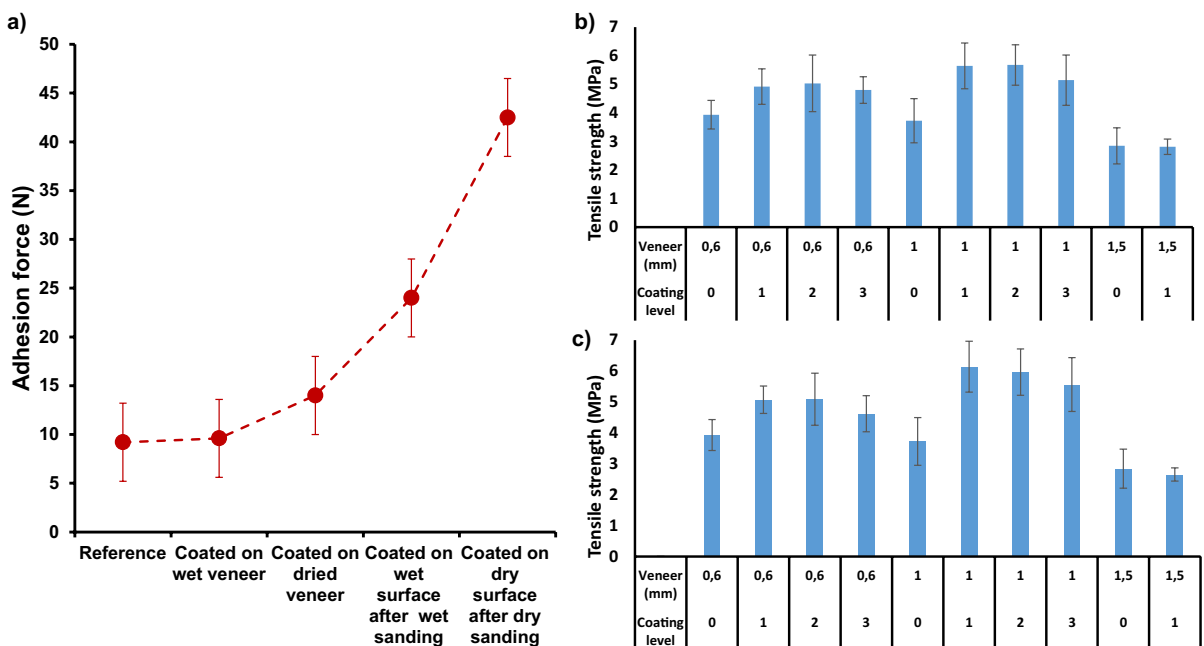 a)
50
45
40
35
30
25
20
15
10
5
0
Adhesion force (N)
Reference
Coated on
wet veneer
Coated on
dried
veneer
Coated on
wet
surface
after wet
sanding
Coated on
dry
surface
after dry
sanding
b)
7
6
5
4
3
2
1
0
Tensile strength (MPa)
Veneer
(mm)
0,6 0,6 0,6 0,6 1 1 1 1 1,5 1,5
Coating
level
0 1 2 3 0 1 2 3 0 1
c)
7
6
5
4
3
2
1
0
Tensile strength (MPa)
Veneer
(mm)
0,6 0,6 0,6 0,6 1 1 1 1 1,5 1,5
Coating
level
0 1 2 3 0 1 2 3 0 1